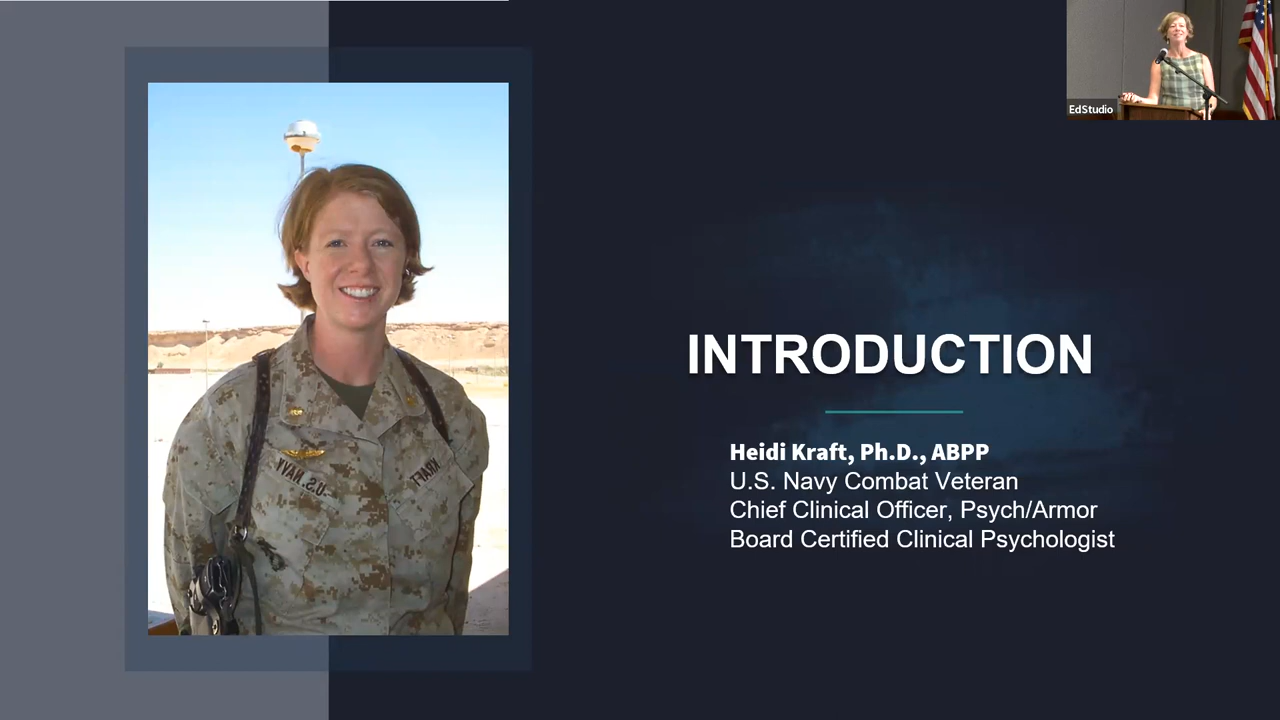 EdStudio
INTRODUCTION
Heidi Kraft, Ph.D., ABPP
U.S. Navy Combat Veteran
Chief Clinical Officer, Psych/Armor
Board Certified Clinical Psychologist
U.S. NAVY
KRAFT